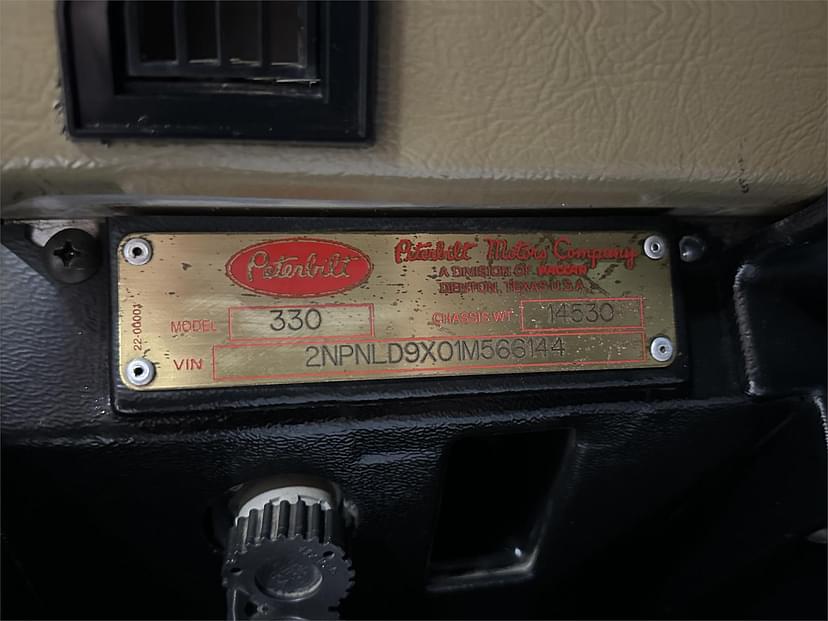 Peterbilt
Peterbilt Motors Company
A DIVISION OF PACCAR
DENTON, TEXAS U.S.A.
MODEL 330
CHASSIS WT 14530
22-00001
VIN 2NPNLD9X01M566144